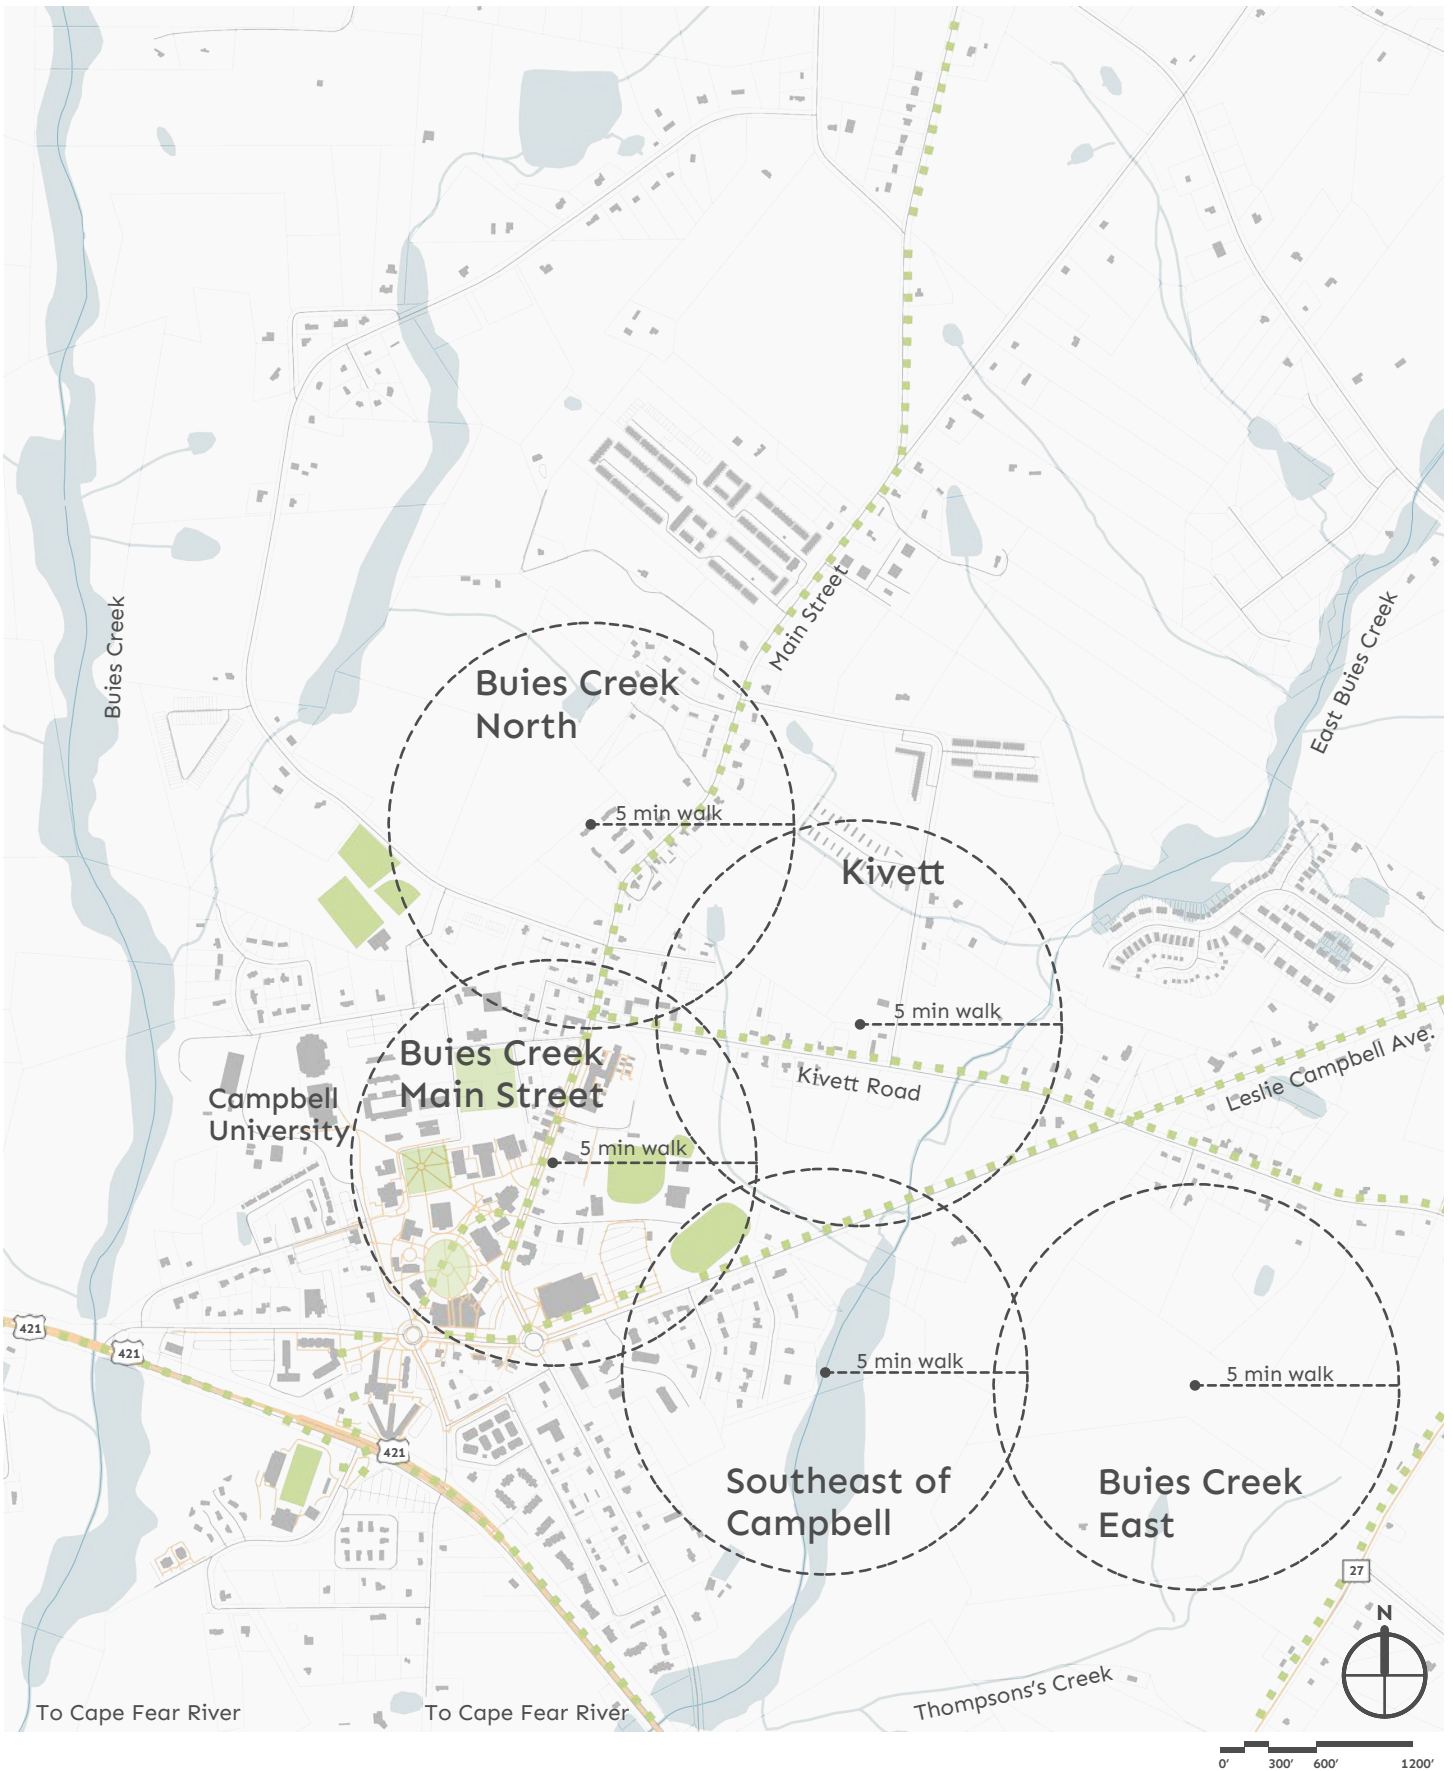 Main Street
Buies Creek
East Buies Creek
Buies Creek
North
5 min walk
Kivett
5 min walk
Kivett Road
Leslie Campbell Ave.
Buies Creek
Main Street
Campbell
University
5 min walk
421
421
421
5 min walk
5 min walk
Southeast of
Campbell
Buies Creek
East
27
N
Thompsons's Creek
To Cape Fear River
To Cape Fear River
0' 300' 600' 1200'